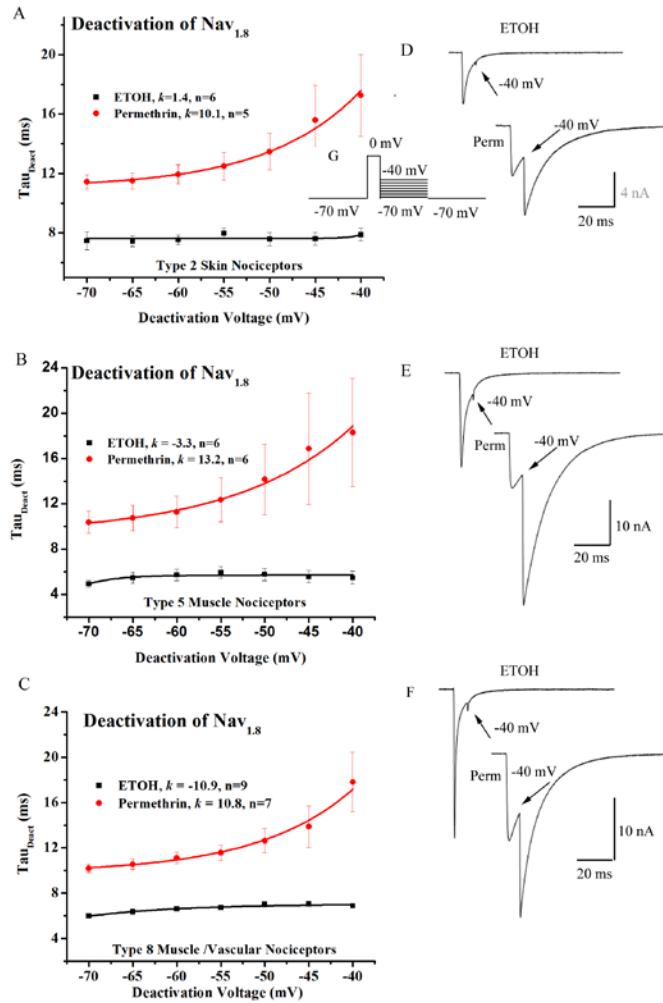 A
Deactivation of Nav1.8
20
16
12
8
4
TauDeact (ms)
ETOH, k=1.4, n=6
Permethrin, k=10.1, n=5
G
0 mV
-40 mV
-70 mV
-70 mV
-70 mV
Type 2 Skin Nociceptors
-70 -65 -60 -55 -50 -45 -40
Deactivation Voltage (mV)
D
ETOH
-40 mV
Perm
-40 mV
4 nA
20 ms
B
Deactivation of Nav1.8
24
20
16
12
8
4
TauDeact (ms)
ETOH, k = -3.3, n=6
Permethrin, k = 13.2, n=6
Type 5 Muscle Nociceptors
-70 -65 -60 -55 -50 -45 -40
Deactivation Voltage (mV)
E
ETOH
-40 mV
Perm
-40 mV
10 nA
20 ms
C
Deactivation of Nav1.8
24
20
16
12
8
4
TauDeact (ms)
ETOH, k = -10.9, n=9
Permethrin, k = 10.8, n=7
Type 8 Muscle /Vascular Nociceptors
-70 -65 -60 -55 -50 -45 -40
Deactivation Voltage (mV)
F
ETOH
-40 mV
Perm
-40 mV
10 nA
20 ms